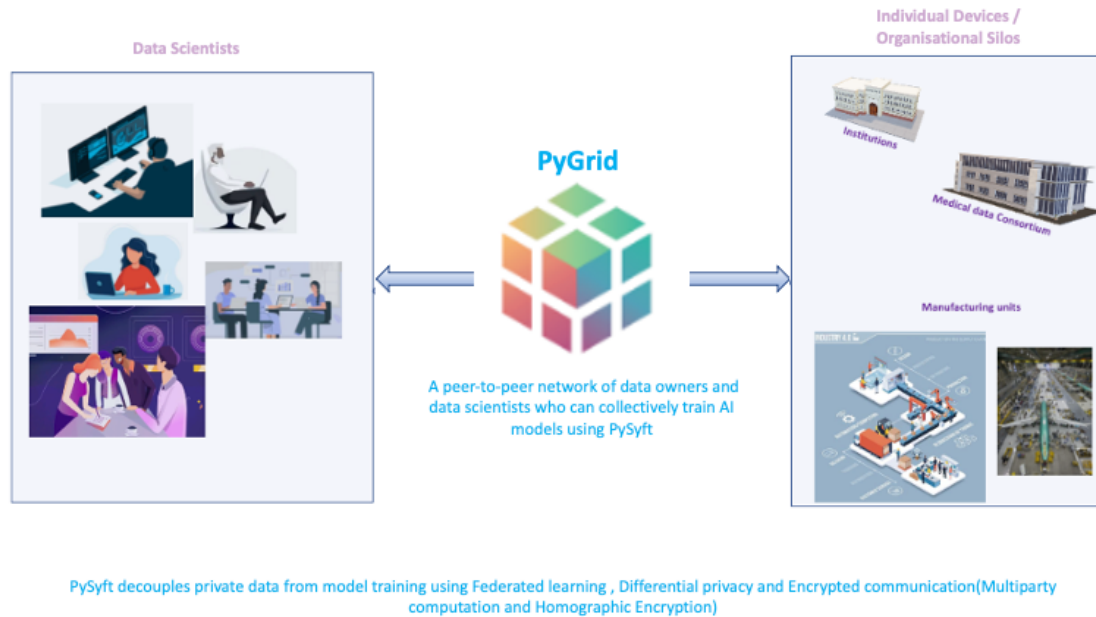 Data Scientists
Individual Devices /
Organisational Silos
Institutions
Medical data Consortium
PyGrid
Manufacturing units
A peer-to-peer network of data owners and
data scientists who can collectively train AI
models using PySyft
PySyft decouples private data from model training using Federated learning , Differential privacy and Encrypted communication(Multiparty
computation and Homographic Encryption)